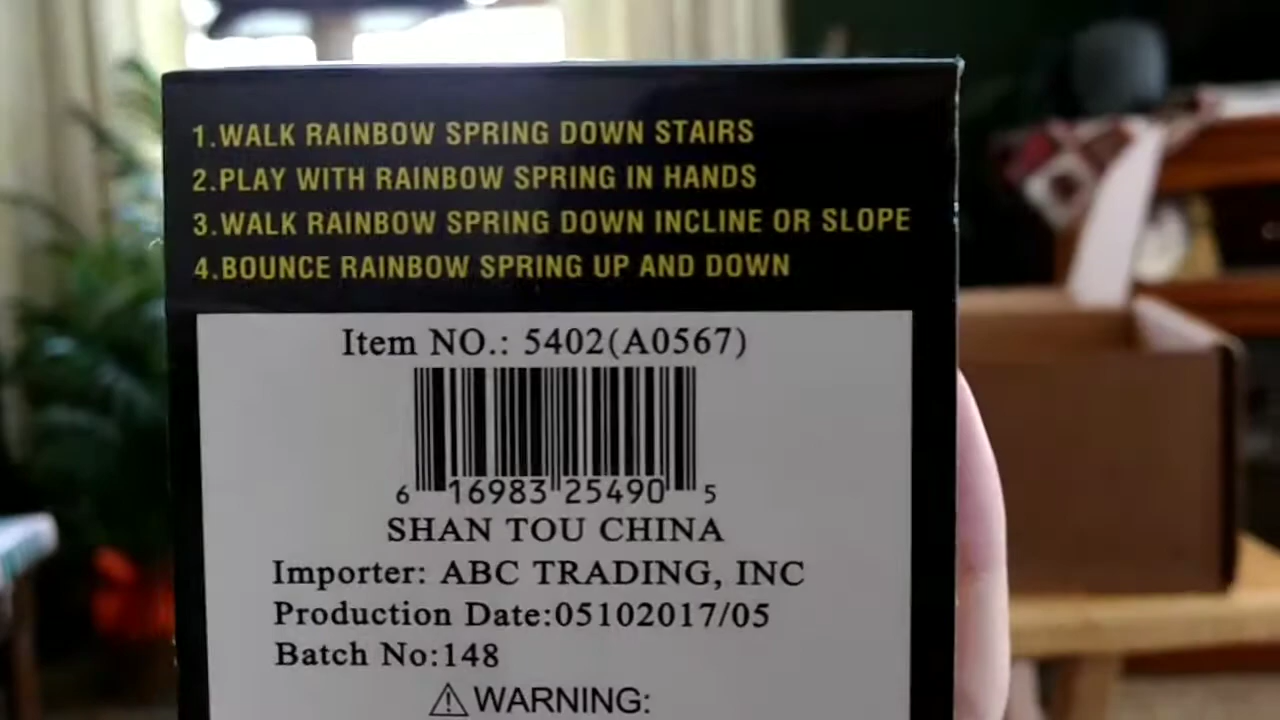 1.WALK RAINBOW SPRING DOWN STAIRS
2.PLAY WITH RAINBOW SPRING IN HANDS
3.WALK RAINBOW SPRING DOWN INCLINE OR SLOPE
4.BOUNCE RAINBOW SPRING UP AND DOWN
Item NO.: 5402(A0567)
6 16983 25490 5
SHAN TOU CHINA
Importer: ABC TRADING, INC
Production Date:05102017/05
Batch No:148
⚠WARNING: